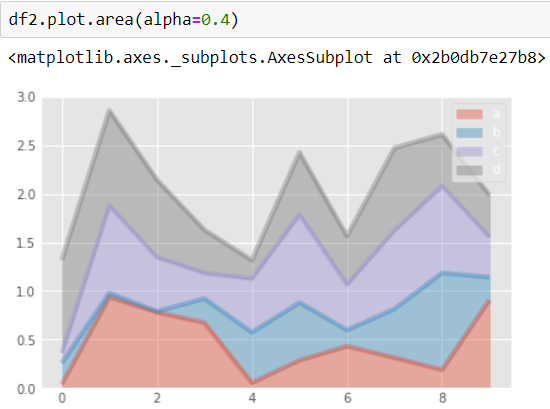 df2.plot.area(alpha=0.4)
<matplotlib.axes._subplots.AxesSubplot at 0x2b0db7e27b8>
3.0
a
b
c
d
2.5
2.0
1.5
1.0
0.5
0.0
0 2 4 6 8